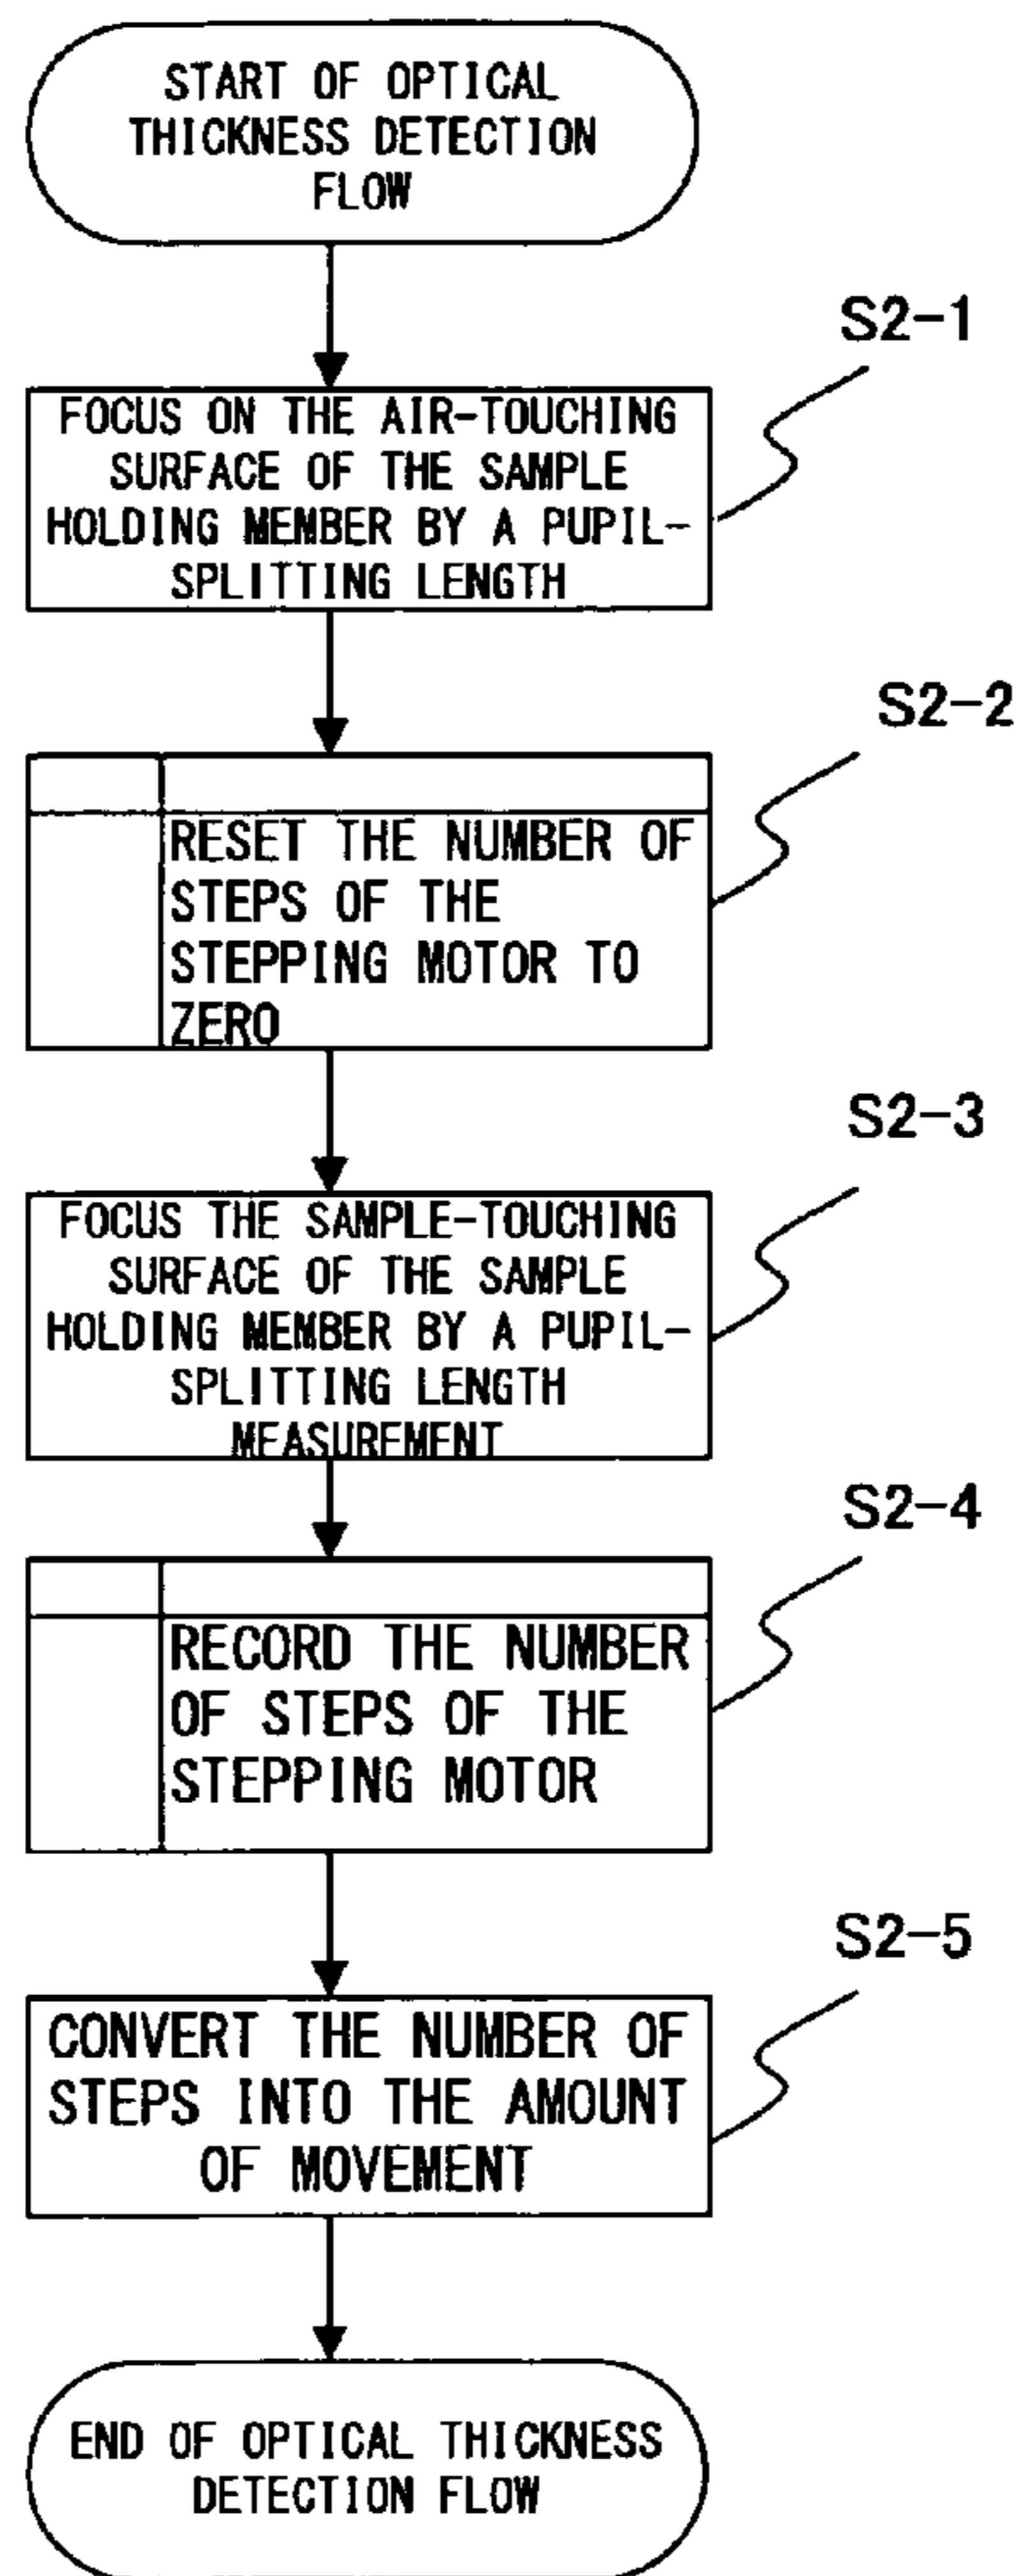 START OF OPTICAL
THICKNESS DETECTION
FLOW
S2-1
FOCUS ON THE AIR-TOUCHING
SURFACE OF THE SAMPLE
HOLDING MEMBER BY A PUPIL-
SPLITTING LENGTH
S2-2
RESET THE NUMBER OF
STEPS OF THE
STEPPING MOTOR TO
ZERO
S2-3
FOCUS THE SAMPLE-TOUCHING
SURFACE OF THE SAMPLE
HOLDING MEMBER BY A PUPIL-
SPLITTING LENGTH
MEASUREMENT
S2-4
RECORD THE NUMBER
OF STEPS OF THE
STEPPING MOTOR
S2-5
CONVERT THE NUMBER OF
STEPS INTO THE AMOUNT
OF MOVEMENT
END OF OPTICAL THICKNESS
DETECTION FLOW